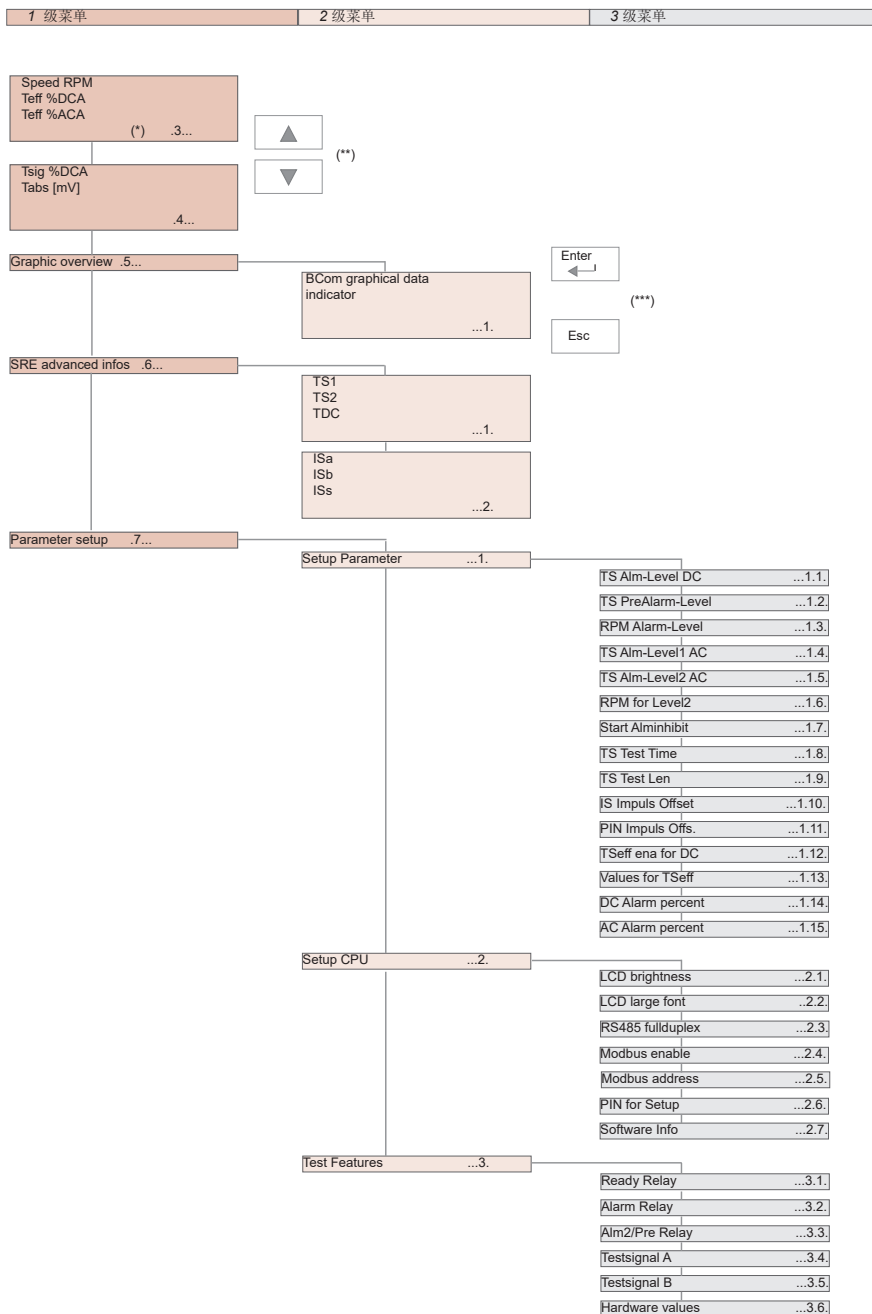 1 级菜单
2 级菜单
3 级菜单
Speed RPM
Teff %DCA
Teff %ACA
(*) .3...
(**)
Tsig %DCA
Tabs [mV]
.4...
Graphic overview .5...
BCom graphical data
indicator
...1.
Enter
(***)
Esc
SRE advanced infos .6...
TS1
TS2
TDC
...1.
ISa
ISb
ISs
...2.
Parameter setup .7...
Setup Parameter ...1.
TS Alm-Level DC ...1.1.
TS PreAlarm-Level ...1.2.
RPM Alarm-Level ...1.3.
TS Alm-Level1 AC ...1.4.
TS Alm-Level2 AC ...1.5.
RPM for Level2 ...1.6.
Start Alminhibit ...1.7.
TS Test Time ...1.8.
TS Test Len ...1.9.
IS Impuls Offset ...1.10.
PIN Impuls Offs. ...1.11.
TSeff ena for DC ...1.12.
Values for TSeff ...1.13.
DC Alarm percent ...1.14.
AC Alarm percent ...1.15.
Setup CPU ...2.
LCD brightness ...2.1.
LCD large font ..2.2.
RS485 fullduplex ...2.3.
Modbus enable ...2.4.
Modbus address ...2.5.
PIN for Setup ...2.6.
Software Info ...2.7.
Test Features ...3.
Ready Relay ...3.1.
Alarm Relay ...3.2.
Alm2/Pre Relay ...3.3.
Testsignal A ...3.4.
Testsignal B ...3.5.
Hardware values ...3.6.